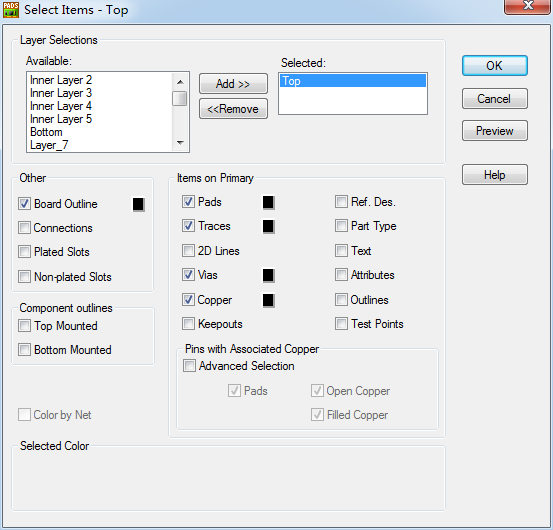 PADS
Select Items - Top
Layer Selections
Available:
Selected:
Inner Layer 2
Inner Layer 3
Inner Layer 4
Inner Layer 5
Bottom
Layer_7
Add >>
<<Remove
Top
OK
Cancel
Preview
Help
Other
Board Outline
Connections
Plated Slots
Non-plated Slots
Component outlines
Top Mounted
Bottom Mounted
Color by Net
Items on Primary
Pads
Ref. Des.
Traces
Part Type
2D Lines
Text
Vias
Attributes
Copper
Outlines
Keepouts
Test Points
Pins with Associated Copper
Advanced Selection
Pads
Open Copper
Filled Copper
Selected Color